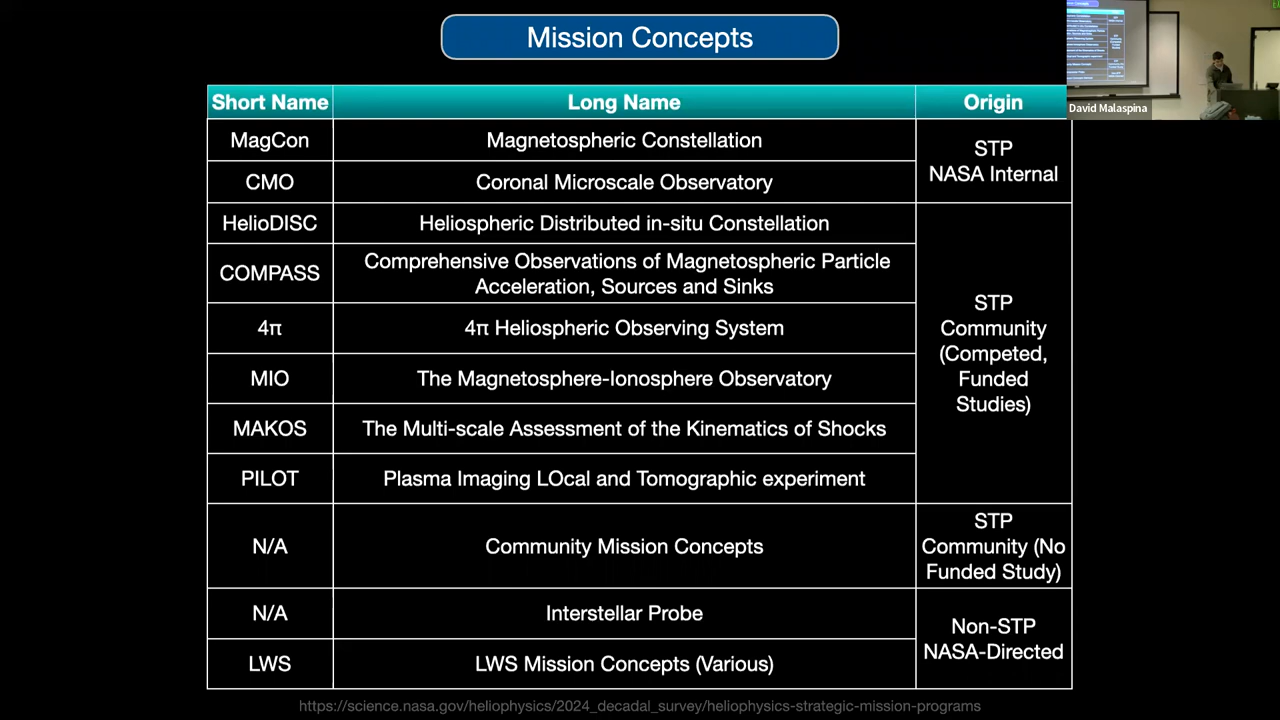 Mission Concepts
Short Name Long Name Origin
MagCon Magnetospheric Constellation
CMO Coronal Microscale Observatory
STP
NASA Internal
HelioDISC Heliospheric Distributed in-situ Constellation
COMPASS Comprehensive Observations of Magnetospheric Particle
Acceleration, Sources and Sinks
4π 4π Heliospheric Observing System
MIO The Magnetosphere-Ionosphere Observatory
MAKOS The Multi-scale Assessment of the Kinematics of Shocks
PILOT Plasma Imaging LOcal and Tomographic experiment
STP
Community
(Competed,
Funded
Studies)
N/A Community Mission Concepts
STP
Community (No
Funded Study)
N/A Interstellar Probe
LWS LWS Mission Concepts (Various)
Non-STP
NASA-Directed
https://science.nasa.gov/heliophysics/2024_decadal_survey/heliophysics-strategic-mission-programs
David Malaspina